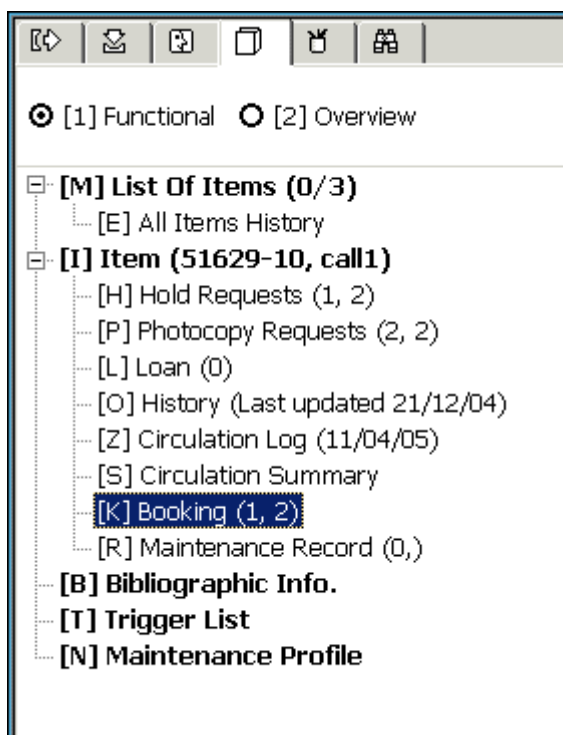 [1] Functional [2] Overview
[M] List Of Items (0/3)
[E] All Items History
[I] Item (51629-10, call1)
[H] Hold Requests (1, 2)
[P] Photocopy Requests (2, 2)
[L] Loan (0)
[O] History (Last updated 21/12/04)
[Z] Circulation Log (11/04/05)
[S] Circulation Summary
[K] Booking (1, 2)
[R] Maintenance Record (0,)
[B] Bibliographic Info.
[T] Trigger List
[N] Maintenance Profile